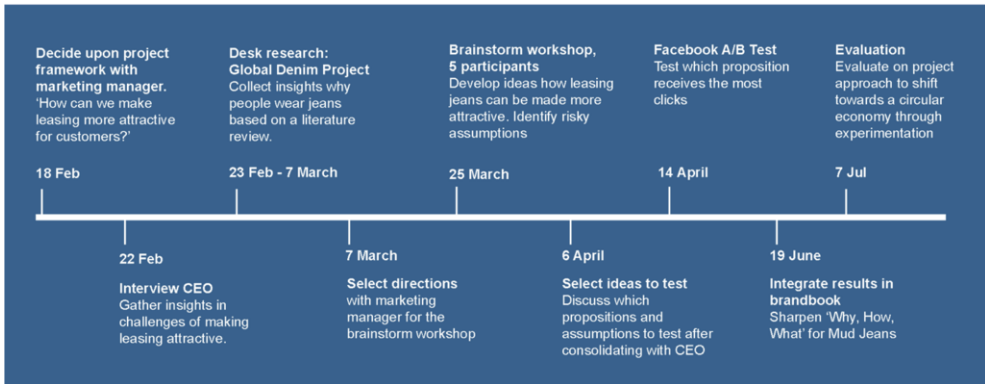 Decide upon project
framework with
marketing manager.
‘How can we make
leasing more attractive
for customers?’
18 Feb
22 Feb
Interview CEO
Gather insights in
challenges of making
leasing attractive.
Desk research:
Global Denim Project
Collect insights why
people wear jeans
based on a literature
review.
23 Feb - 7 March
7 March
Select directions
with marketing
manager for the
brainstorm workshop
Brainstorm workshop,
5 participants
Develop ideas how leasing
jeans can be made more
attractive. Identify risky
assumptions
25 March
6 April
Select ideas to test
Discuss which
propositions and
assumptions to test after
consolidating with CEO
Facebook A/B Test
Test which proposition
receives the most
clicks
14 April
19 June
Integrate results in
brandbook
Sharpen ‘Why, How,
What’ for Mud Jeans
Evaluation
Evaluate on project
approach to shift
towards a circular
economy through
experimentation
7 Jul